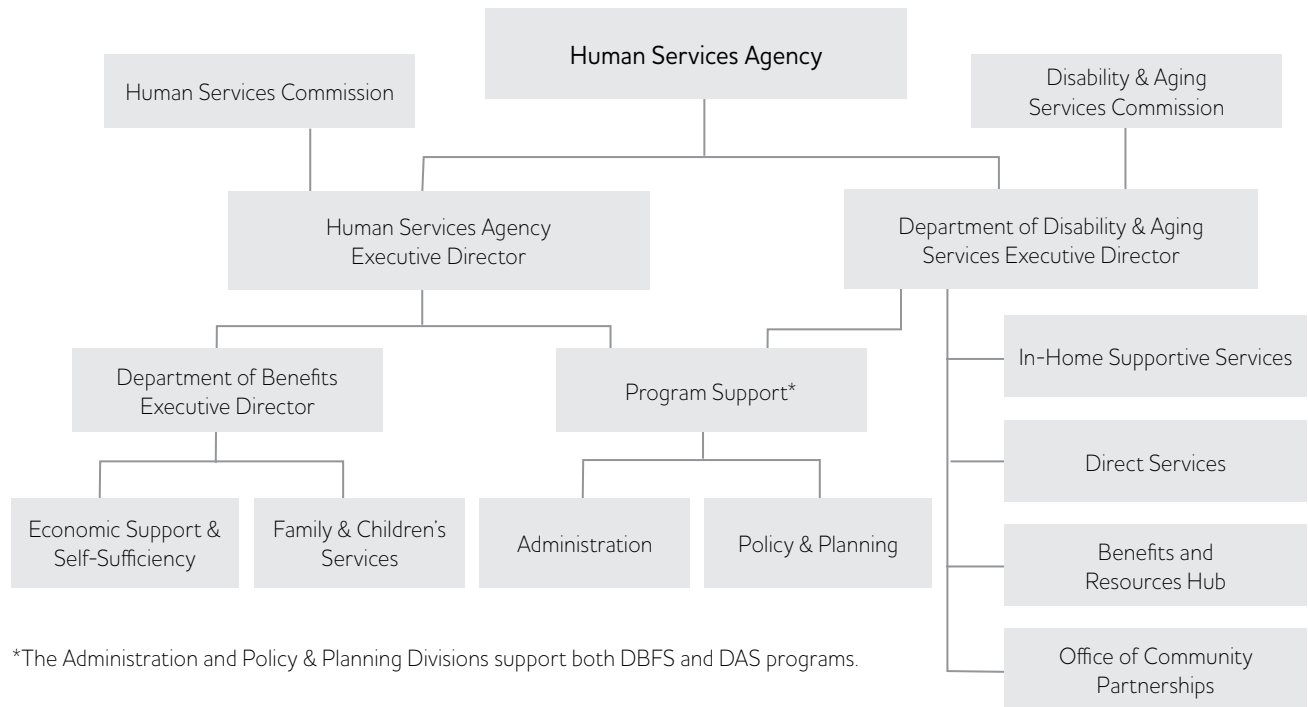 Human Services Agency
Human Services Commission
Disability & Aging
Services Commission
Human Services Agency
Executive Director
Department of Disability & Aging
Services Executive Director
Department of Benefits
Executive Director
Program Support*
In-Home Supportive Services
Direct Services
Economic Support &
Self-Sufficiency
Family & Children's
Services
Administration
Policy & Planning
Benefits and
Resources Hub
Office of Community
Partnerships
*The Administration and Policy & Planning Divisions support both DBFS and DAS programs.